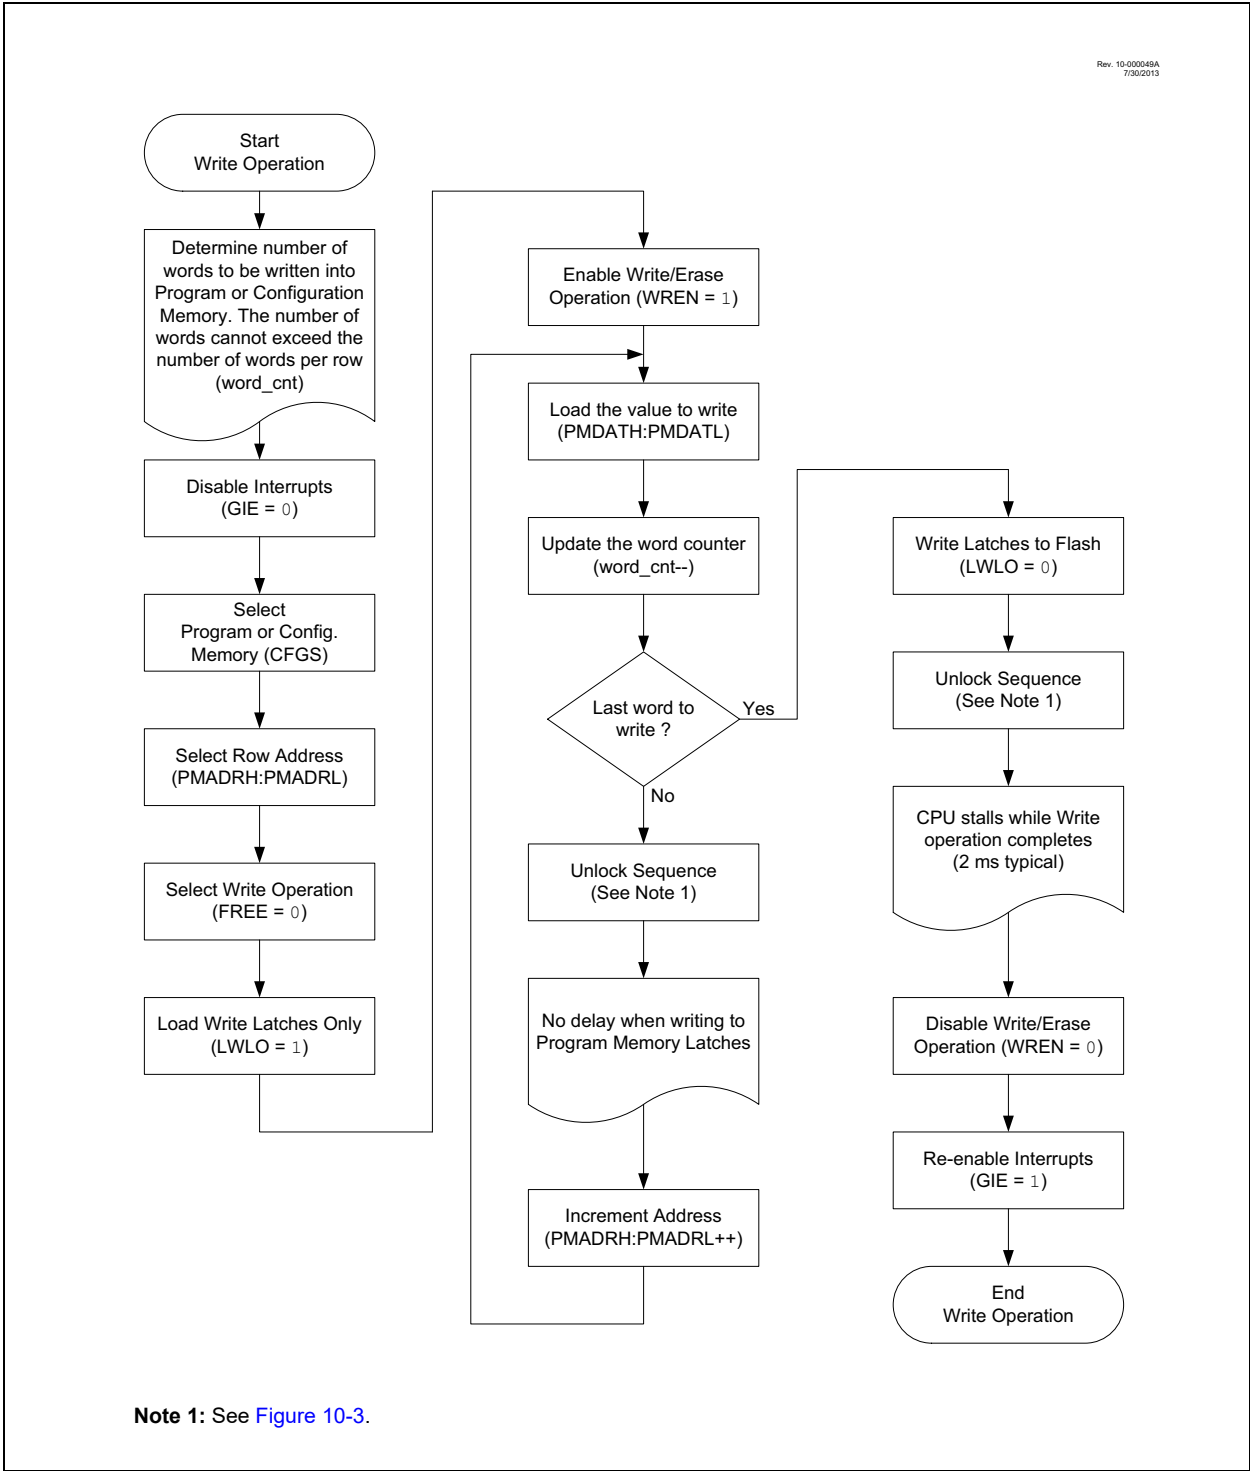 Rev. 10-000049A
7/30/2013
Start
Write Operation
Determine number of
words to be written into
Program or Configuration
Memory. The number of
words cannot exceed the
number of words per row
(word_cnt)
Disable Interrupts
(GIE = 0)
Select
Program or Config.
Memory (CFGS)
Select Row Address
(PMADRH:PMADRL)
Select Write Operation
(FREE = 0)
Load Write Latches Only
(LWLO = 1)
Enable Write/Erase
Operation (WREN = 1)
Load the value to write
(PMDATH:PMDATL)
Update the word counter
(word_cnt--)
Last word to
write ?
Yes
No
Unlock Sequence
(See Note 1)
No delay when writing to
Program Memory Latches
Increment Address
(PMADRH:PMADRL++)
Write Latches to Flash
(LWLO = 0)
Unlock Sequence
(See Note 1)
CPU stalls while Write
operation completes
(2 ms typical)
Disable Write/Erase
Operation (WREN = 0)
Re-enable Interrupts
(GIE = 1)
End
Write Operation
Note 1: See Figure 10-3.